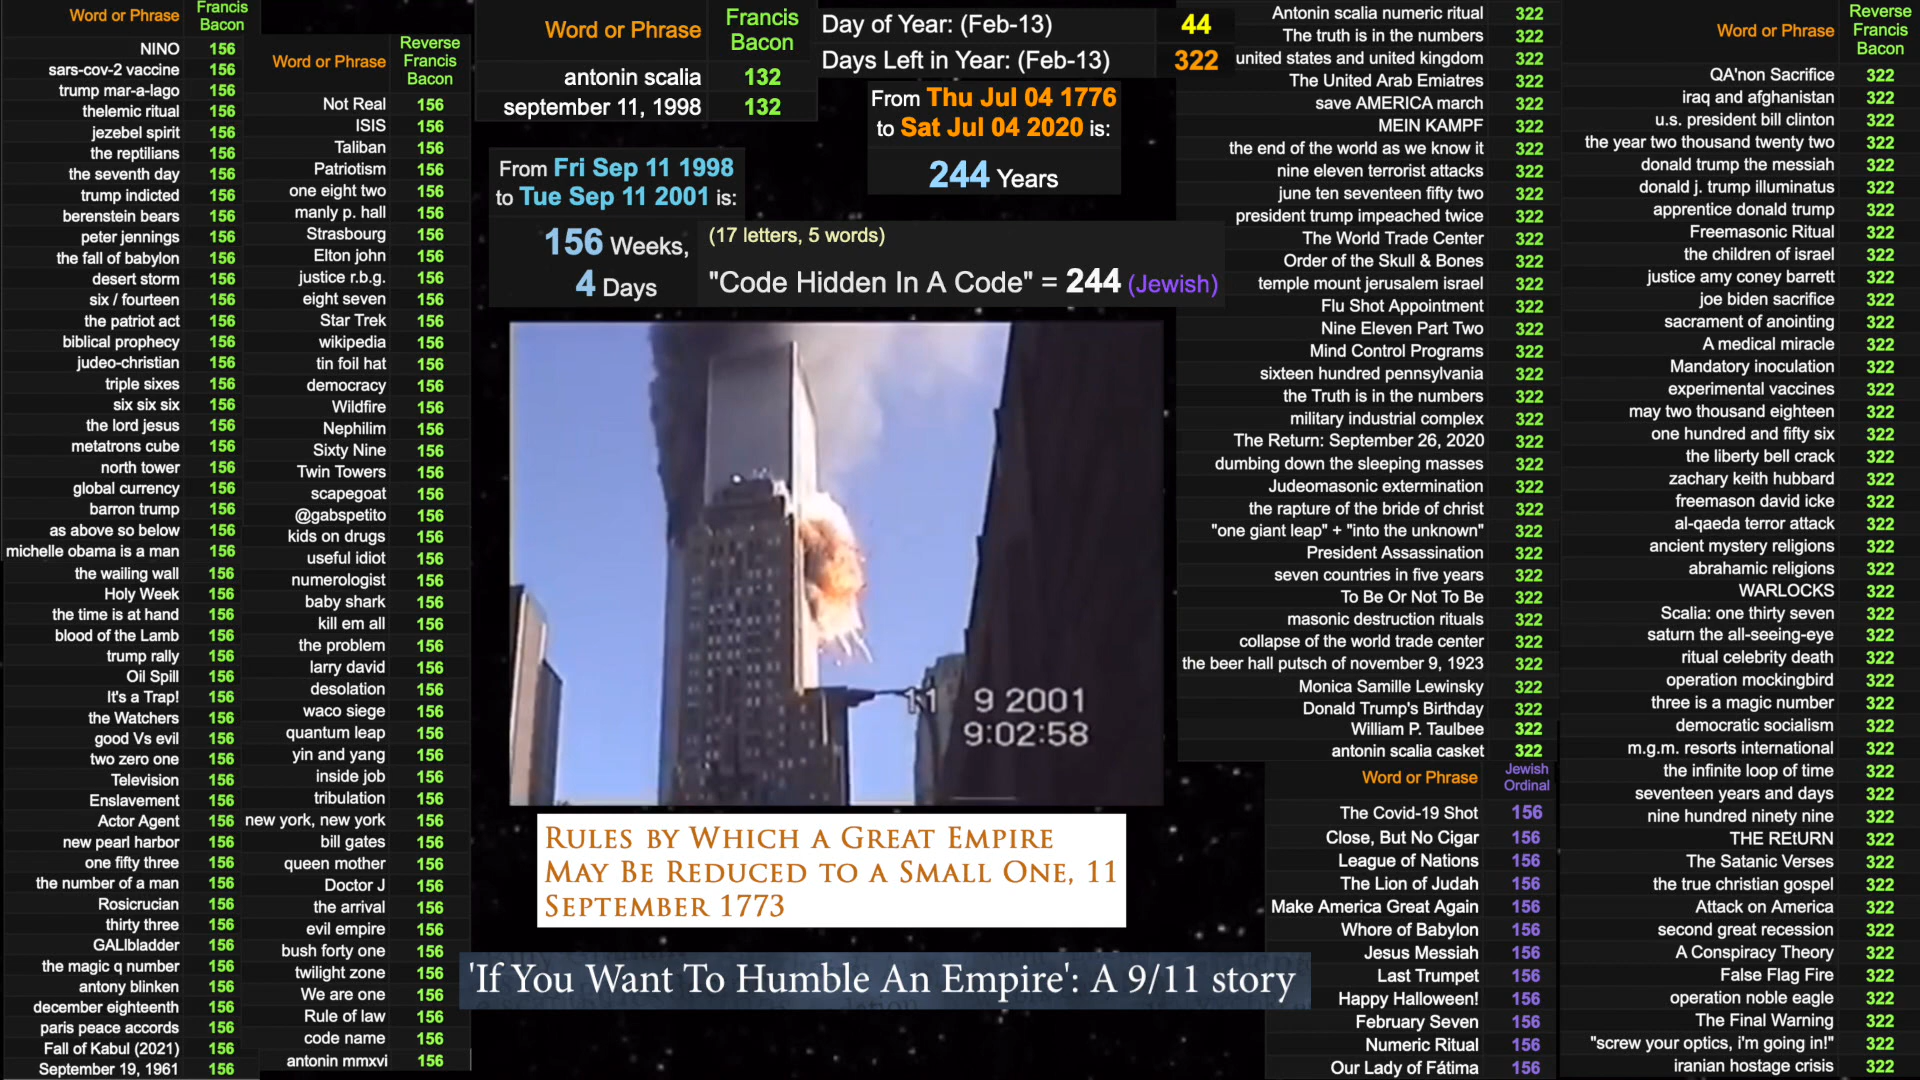 Word or Phrase Francis Bacon
NINO 156
sars-cov-2 vaccine 156
trump mar-a-lago 156
thelemic ritual 156
jezebel spirit 156
the reptilians 156
the seventh day 156
trump indicted 156
berenstein bears 156
peter jennings 156
the fall of babylon 156
desert storm 156
six / fourteen 156
the patriot act 156
biblical prophecy 156
judeo-christian 156
triple sixes 156
six six six 156
the lord jesus 156
metatrons cube 156
north tower 156
global currency 156
barron trump 156
as above so below 156
michelle obama is a man 156
the wailing wall 156
Holy Week 156
the time is at hand 156
blood of the Lamb 156
trump rally 156
Oil Spill 156
It's a Trap! 156
the Watchers 156
good Vs evil 156
two zero one 156
Television 156
Enslavement 156
Actor Agent 156
new pearl harbor 156
one fifty three 156
the number of a man 156
Rosicrucian 156
thirty three 156
GALlbladder 156
the magic q number 156
antony blinken 156
december eighteenth 156
paris peace accords 156
Fall of Kabul (2021) 156
September 19, 1961 156
Word or Phrase Reverse Francis Bacon
Not Real 156
ISIS 156
Taliban 156
Patriotism 156
one eight two 156
manly p. hall 156
Strasbourg 156
Elton john 156
justice r.b.g. 156
eight seven 156
Star Trek 156
wikipedia 156
tin foil hat 156
democracy 156
Wildfire 156
Nephilim 156
Sixty Nine 156
Twin Towers 156
scapegoat 156
@gabspetito 156
kids on drugs 156
useful idiot 156
numerologist 156
baby shark 156
kill em all 156
the problem 156
larry david 156
desolation 156
waco siege 156
quantum leap 156
yin and yang 156
inside job 156
tribulation 156
new york, new york 156
bill gates 156
queen mother 156
Doctor J 156
the arrival 156
evil empire 156
bush forty one 156
twilight zone 156
We are one 156
Rule of law 156
code name 156
antonin mmxvi 156
Word or Phrase Francis Bacon
antonin scalia 132
september 11, 1998 132
Day of Year: (Feb-13) 44
Days Left in Year: (Feb-13) 322
From Thu Jul 04 1776
to Sat Jul 04 2020 is:
244 Years
From Fri Sep 11 1998
to Tue Sep 11 2001 is:
156 Weeks,
4 Days
(17 letters, 5 words)
"Code Hidden In A Code" = 244 (Jewish)
11 9 2001
9:02:58
RULES BY WHICH A GREAT EMPIRE
MAY BE REDUCED TO A SMALL ONE, 11
SEPTEMBER 1773
'If You Want To Humble An Empire': A 9/11 story
Antonin scalia numeric ritual 322
The truth is in the numbers 322
united states and united kingdom 322
The United Arab Emiatres 322
save AMERICA march 322
MEIN KAMPF 322
the end of the world as we know it 322
nine eleven terrorist attacks 322
june ten seventeen fifty two 322
president trump impeached twice 322
The World Trade Center 322
Order of the Skull & Bones 322
temple mount jerusalem israel 322
Flu Shot Appointment 322
Nine Eleven Part Two 322
Mind Control Programs 322
sixteen hundred pennsylvania 322
the Truth is in the numbers 322
military industrial complex 322
The Return: September 26, 2020 322
dumbing down the sleeping masses 322
Judeomasonic extermination 322
the rapture of the bride of christ 322
"one giant leap" + "into the unknown" 322
President Assassination 322
seven countries in five years 322
To Be Or Not To Be 322
masonic destruction rituals 322
collapse of the world trade center 322
the beer hall putsch of november 9, 1923 322
Monica Samille Lewinsky 322
Donald Trump's Birthday 322
William P. Taulbee 322
antonin scalia casket 322
Word or Phrase Jewish Ordinal
The Covid-19 Shot 156
Close, But No Cigar 156
League of Nations 156
The Lion of Judah 156
Make America Great Again 156
Whore of Babylon 156
Jesus Messiah 156
Last Trumpet 156
Happy Halloween! 156
February Seven 156
Numeric Ritual 156
Our Lady of Fátima 156
Word or Phrase Reverse Francis Bacon
QA'non Sacrifice 322
iraq and afghanistan 322
u.s. president bill clinton 322
the year two thousand twenty two 322
donald trump the messiah 322
donald j. trump illuminatus 322
apprentice donald trump 322
Freemasonic Ritual 322
the children of israel 322
justice amy coney barrett 322
joe biden sacrifice 322
sacrament of anointing 322
A medical miracle 322
Mandatory inoculation 322
experimental vaccines 322
may two thousand eighteen 322
one hundred and fifty six 322
the liberty bell crack 322
zachary keith hubbard 322
freemason david icke 322
al-qaeda terror attack 322
ancient mystery religions 322
abrahamic religions 322
WARLOCKS 322
Scalia: one thirty seven 322
saturn the all-seeing-eye 322
ritual celebrity death 322
operation mockingbird 322
three is a magic number 322
democratic socialism 322
m.g.m. resorts international 322
the infinite loop of time 322
seventeen years and days 322
nine hundred ninety nine 322
THE REtURN 322
The Satanic Verses 322
the true christian gospel 322
Attack on America 322
second great recession 322
A Conspiracy Theory 322
False Flag Fire 322
operation noble eagle 322
The Final Warning 322
"screw your optics, i'm going in!" 322
iranian hostage crisis 322